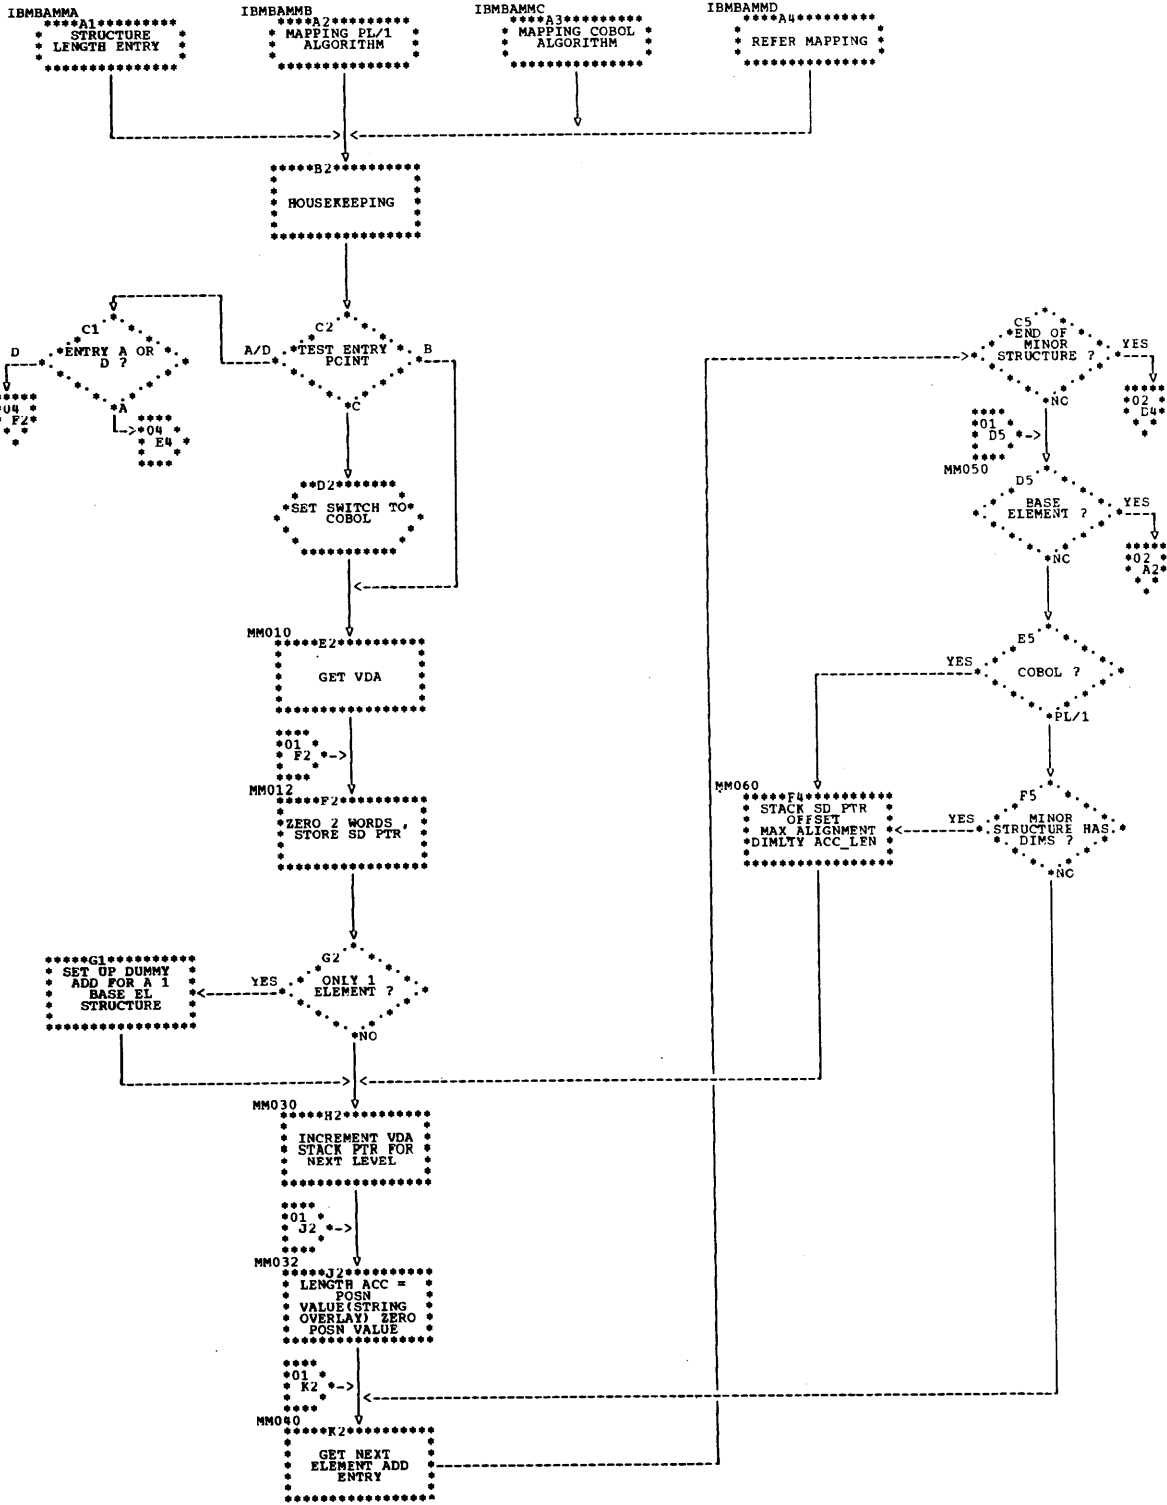 IBMBAMMA
A1
STRUCTURE
LENGTH ENTRY
IBMBAMMB
A2
MAPPING PL/1
ALGORITHM
IBMBAMMC
A3
MAPPING COBOL
ALGORITHM
IBMBAMMD
A4
REFER MAPPING
B2
HOUSEKEEPING
C1
ENTRY A OR
D ?
D
A
04
F2
04
E4
C2
TEST ENTRY
POINT
A/D
B
C
D2
SET SWITCH TO
COBOL
MM010
E2
GET VDA
01
F2
MM012
F2
ZERO 2 WORDS ,
STORE SD PTR
G2
ONLY 1
ELEMENT ?
YES
NO
G1
SET UP DUMMY
ADD FOR A 1
BASE EL
STRUCTURE
MM030
H2
INCREMENT VDA
STACK PTR FOR
NEXT LEVEL
01
J2
MM032
J2
LENGTH ACC =
POSN
VALUE(STRING
OVERLAY) ZERO
POSN VALUE
01
K2
MM040
K2
GET NEXT
ELEMENT ADD
ENTRY
C5
END OF
MINOR
STRUCTURE ?
YES
NO
02
D4
01
D5
MM050
D5
BASE
ELEMENT ?
YES
NO
02
A2
E5
COBOL ?
YES
PL/1
F5
MINOR
STRUCTURE HAS
DIMS ?
YES
NO
MM060
F4
STACK SD PTR
OFFSET
MAX ALIGNMENT
DIMLTY ACC_LEN